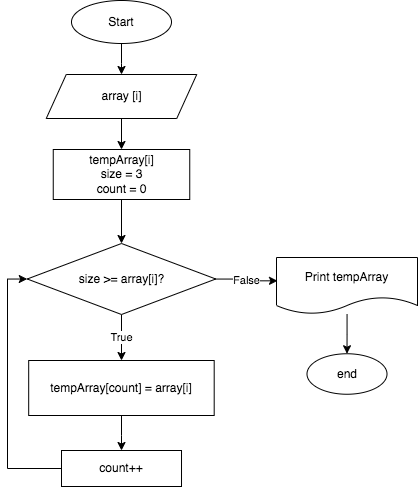 Start
array [i]
tempArray[i]
size = 3
count = 0
size >= array[i]?
False
Print tempArray
True
end
tempArray[count] = array[i]
count++